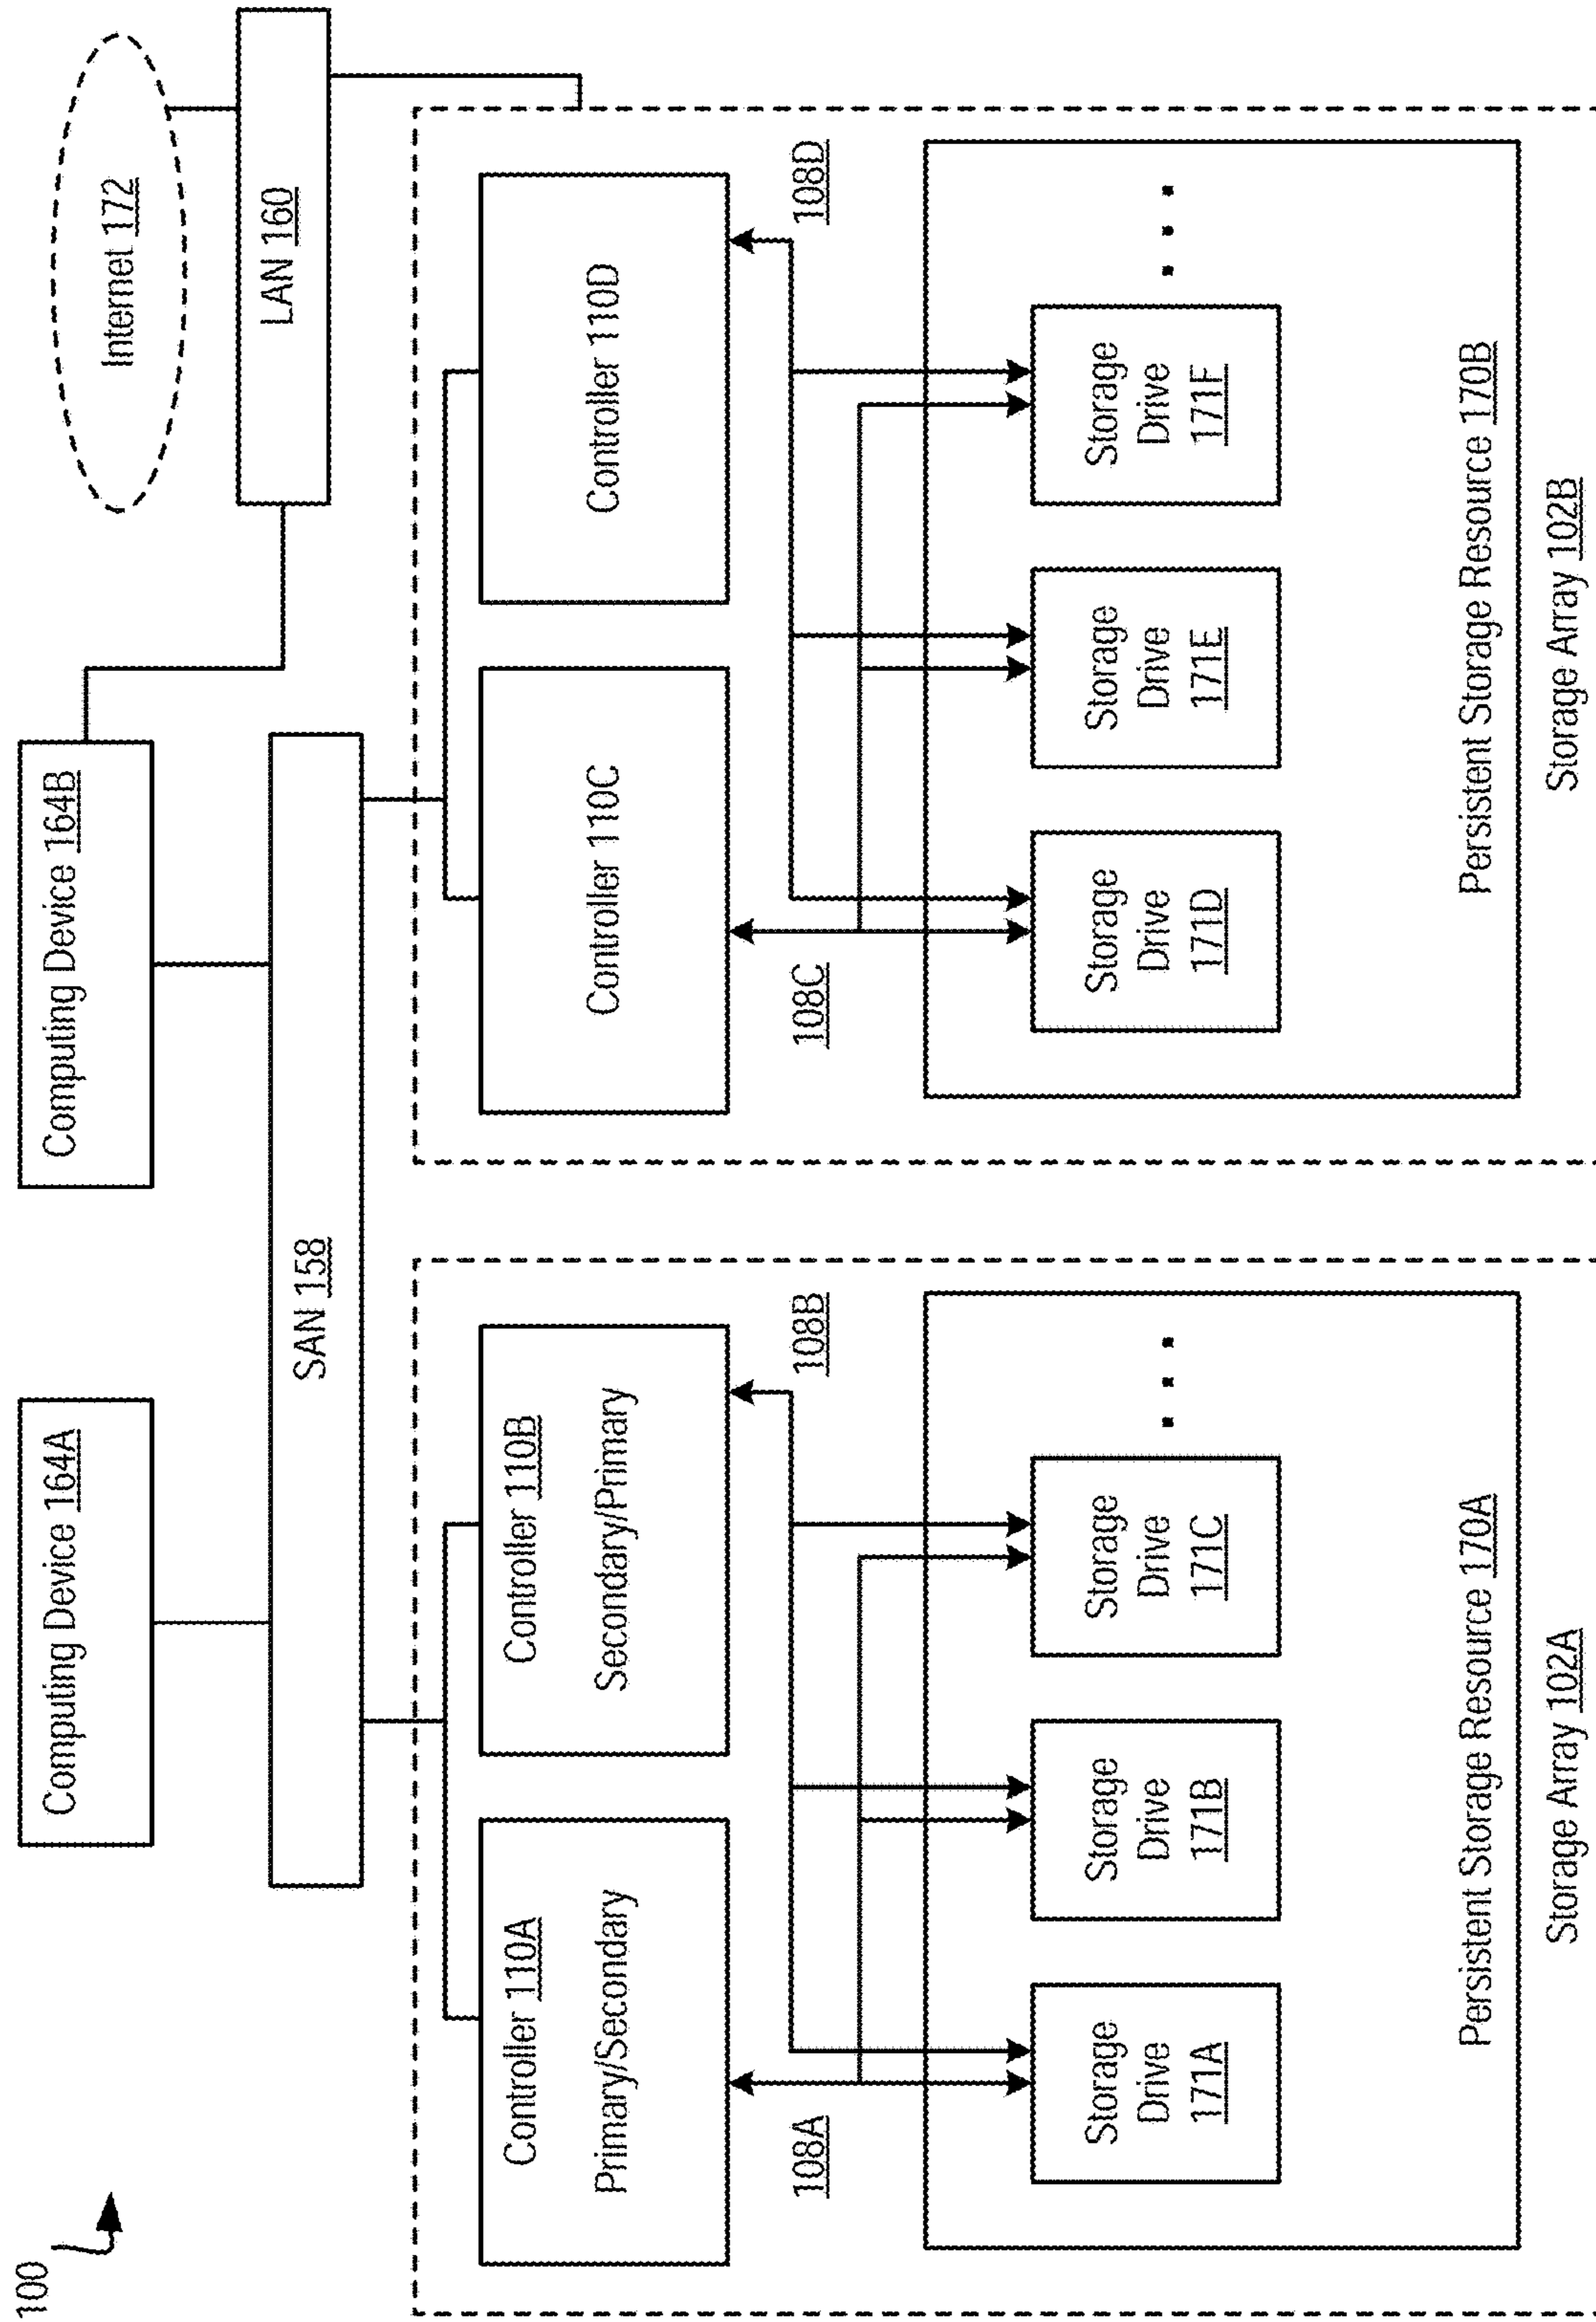 100
Computing Device 164A
Computing Device 164B
Internet 172
LAN 160
SAN 158
Controller 110A
Primary/Secondary
Controller 110B
Secondary/Primary
Controller 110C
Controller 110D
108A
108B
108C
108D
Storage
Drive
171A
Storage
Drive
171B
Storage
Drive
171C
Storage
Drive
171D
Storage
Drive
171E
Storage
Drive
171F
Persistent Storage Resource 170A
Persistent Storage Resource 170B
Storage Array 102A
Storage Array 102B